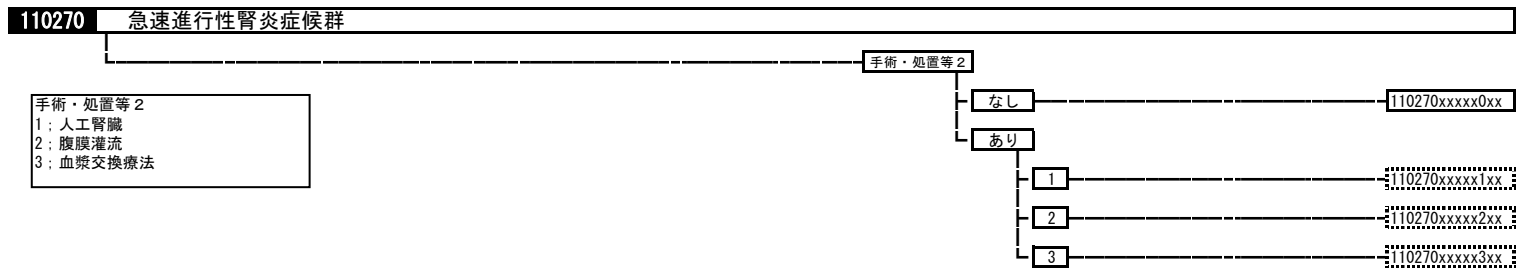 110270 急速進行性腎炎症候群
手術・処置等２
手術・処置等２
1；人工腎臓
2；腹膜灌流
3；血漿交換療法
なし
110270xxxxx0xx
あり
1
110270xxxxx1xx
2
110270xxxxx2xx
3
110270xxxxx3xx